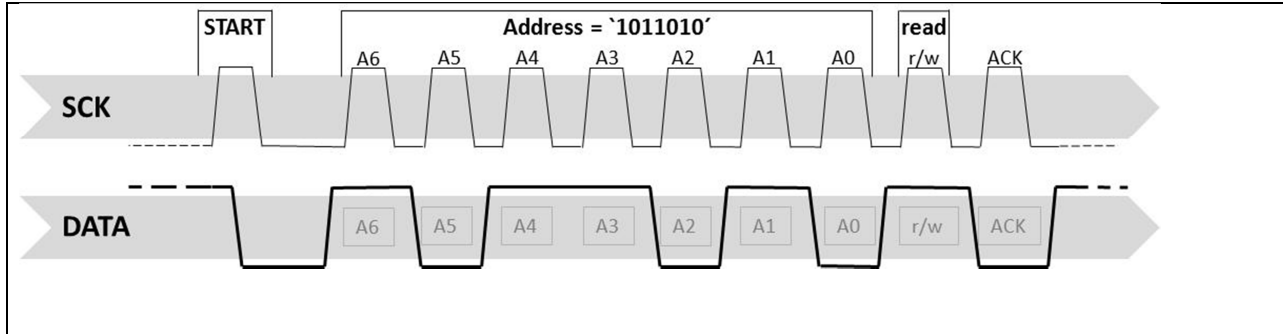 START Address = `1011010´ read
A6 A5 A4 A3 A2 A1 A0 r/w ACK
SCK
DATA A6 A5 A4 A3 A2 A1 A0 r/w ACK